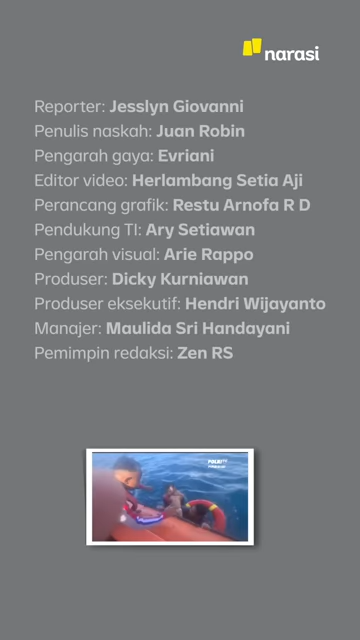 narasi
Reporter: Jesslyn Giovanni
Penulis naskah: Juan Robin
Pengarah gaya: Evriani
Editor video: Herlambang Setia Aji
Perancang grafik: Restu Arnofa R D
Pendukung TI: Ary Setiawan
Pengarah visual: Arie Rappo
Produser: Dicky Kurniawan
Produser eksekutif: Hendri Wijayanto
Manajer: Maulida Sri Handayani
Pemimpin redaksi: Zen RS